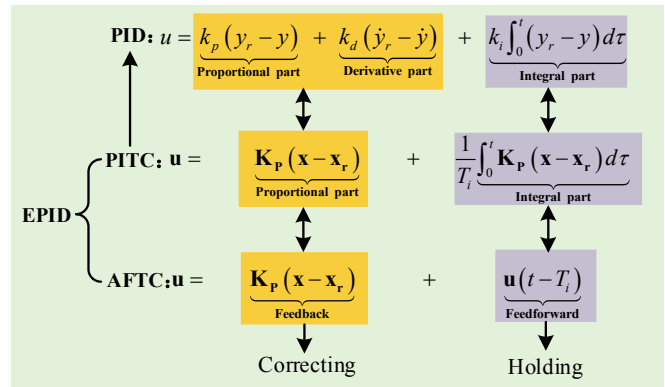 PID: u = k_p (y_r − y) + k_d (ẏ_r − ẏ) + k_i ∫_0^t (y_r − y) dτ
Proportional part Derivative part Integral part
PITC: u = K_P (x − x_r) + 1/T_i ∫_0^t K_P (x − x_r) dτ
Proportional part Integral part
EPID
AFTC: u = K_P (x − x_r) + u(t − T_i)
Feedback Feedforward
Correcting Holding